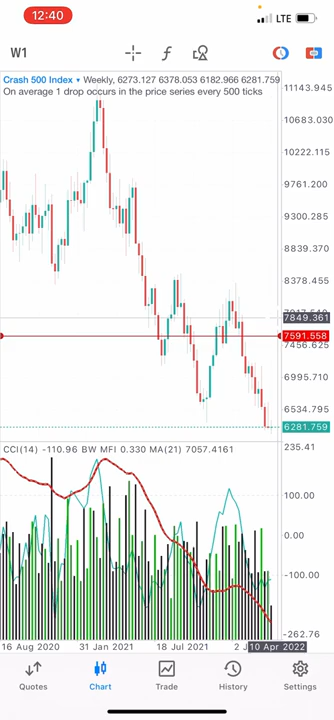 12:40
LTE
W1
Crash 500 Index Weekly, 6273.127 6378.053 6182.966 6281.759
On average 1 drop occurs in the price series every 500 ticks
11143.945
10683.030
10222.115
9761.200
9300.285
8839.370
8378.455
7849.361
7591.558
7456.625
6995.710
6534.795
6281.759
CCI(14) -110.96 BW MFI 0.330 MA(21) 7057.4161
235.41
100.00
0.00
-100.00
-262.76
16 Aug 2020 31 Jan 2021 18 Jul 2021 2 J 10 Apr 2022
Quotes Chart Trade History Settings